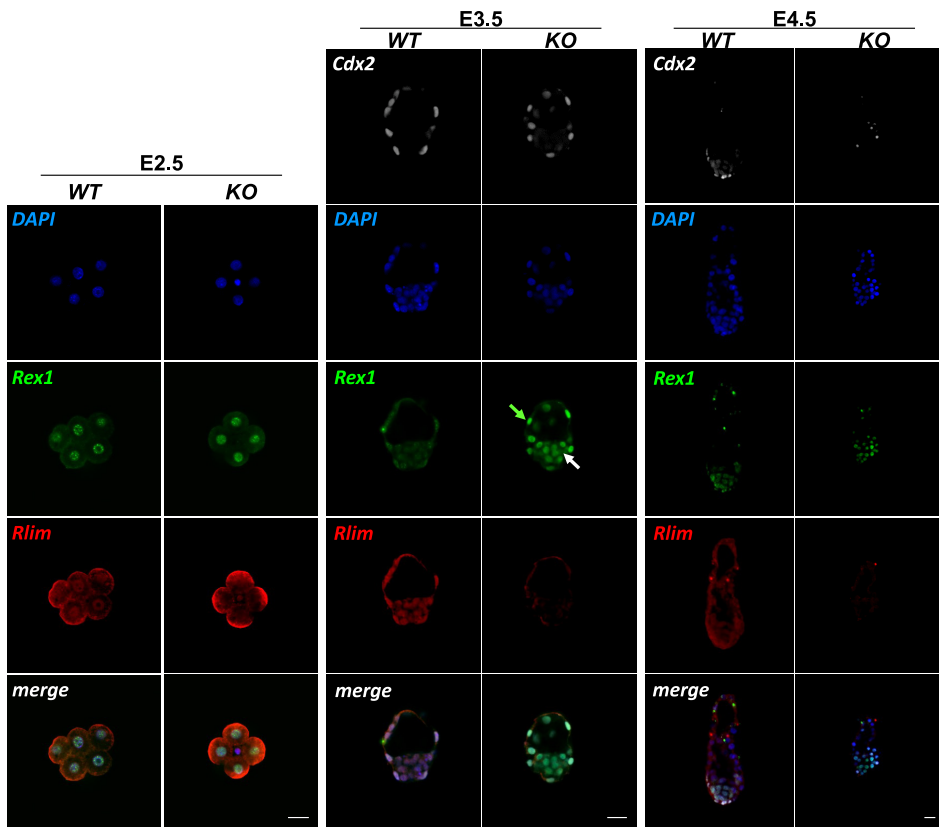 E3.5
E4.5
WT KO
WT KO
Cdx2
Cdx2
E2.5
WT KO
DAPI
DAPI
DAPI
Rex1
Rex1
Rex1
Rlim
Rlim
Rlim
merge
merge
merge